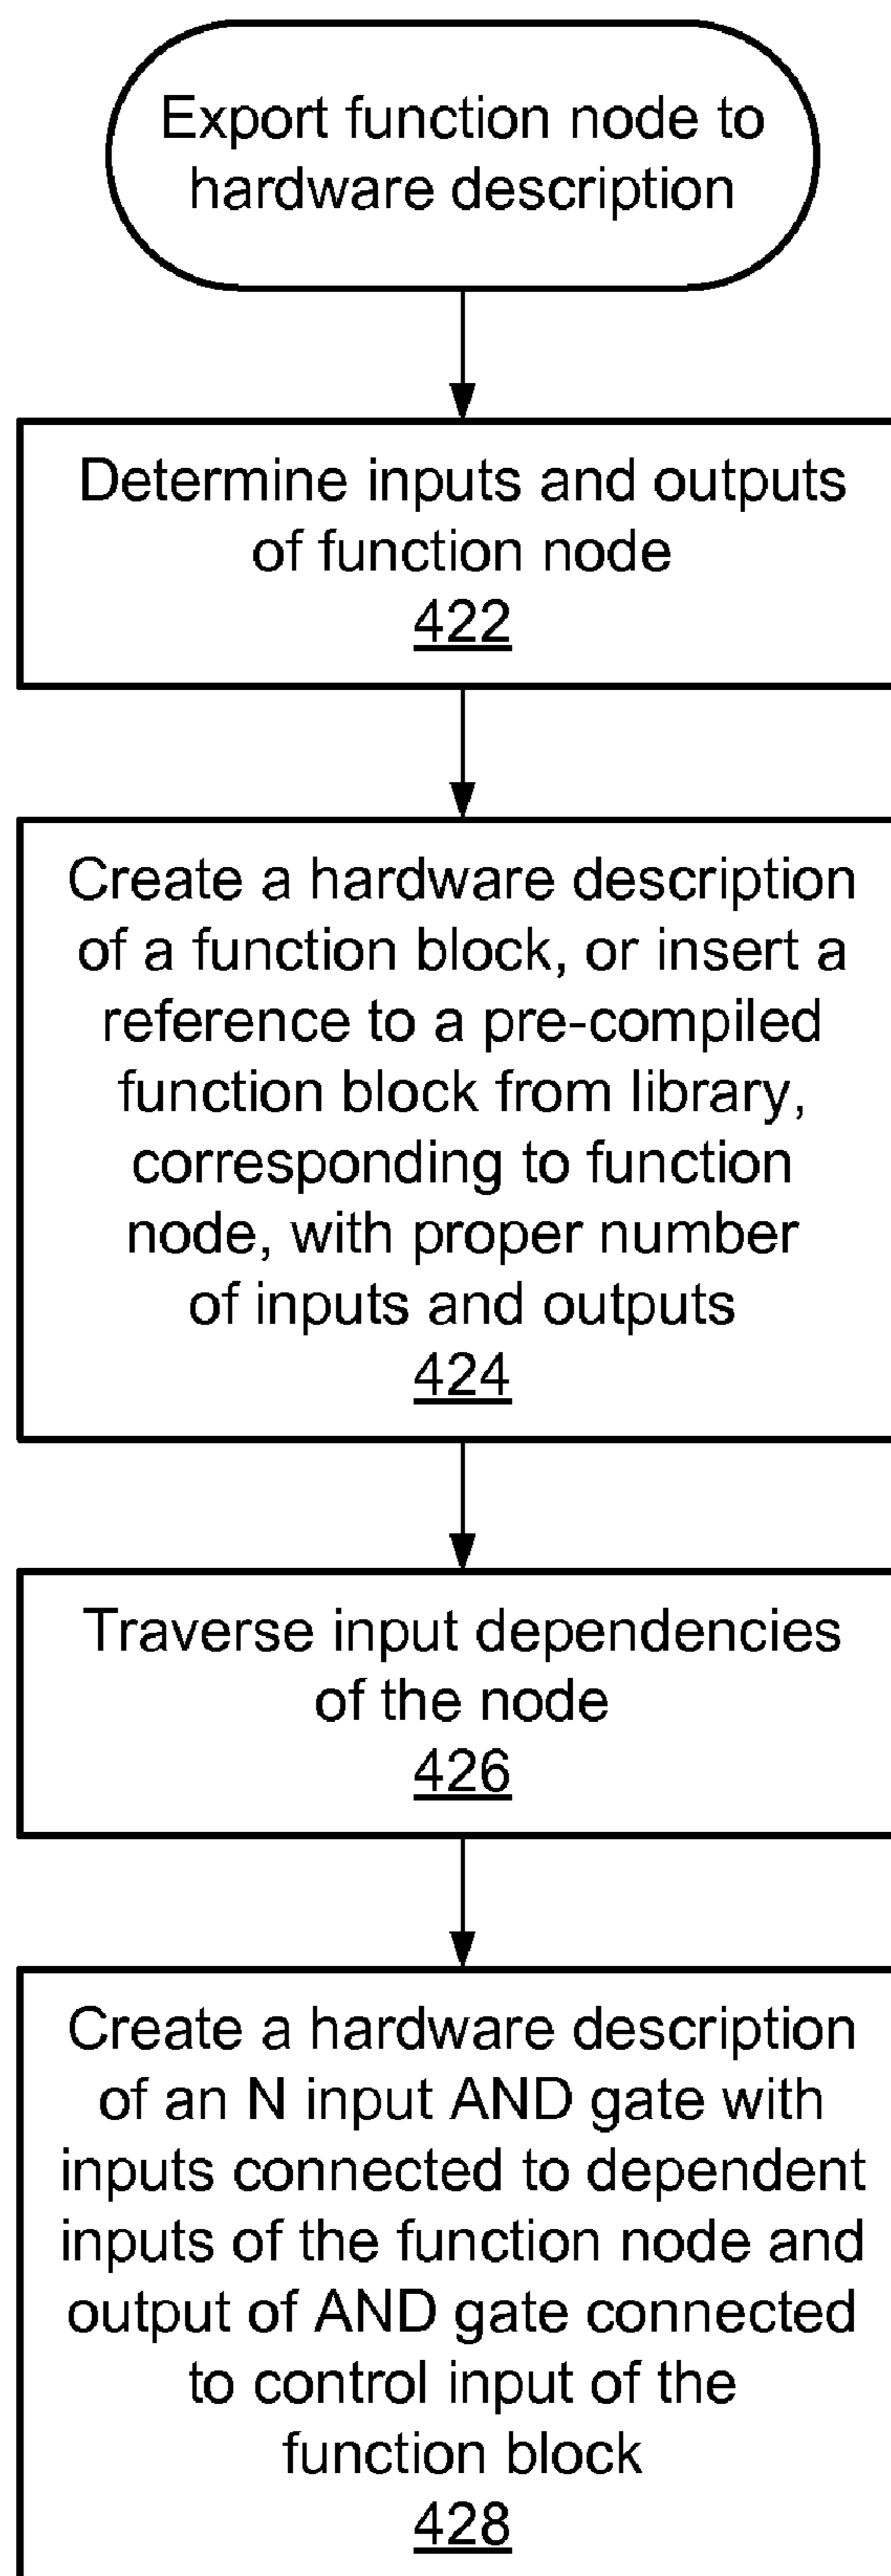 Export function node to
hardware description
Determine inputs and outputs
of function node
422
Create a hardware description
of a function block, or insert a
reference to a pre-compiled
function block from library,
corresponding to function
node, with proper number
of inputs and outputs
424
Traverse input dependencies
of the node
426
Create a hardware description
of an N input AND gate with
inputs connected to dependent
inputs of the function node and
output of AND gate connected
to control input of the
function block
428